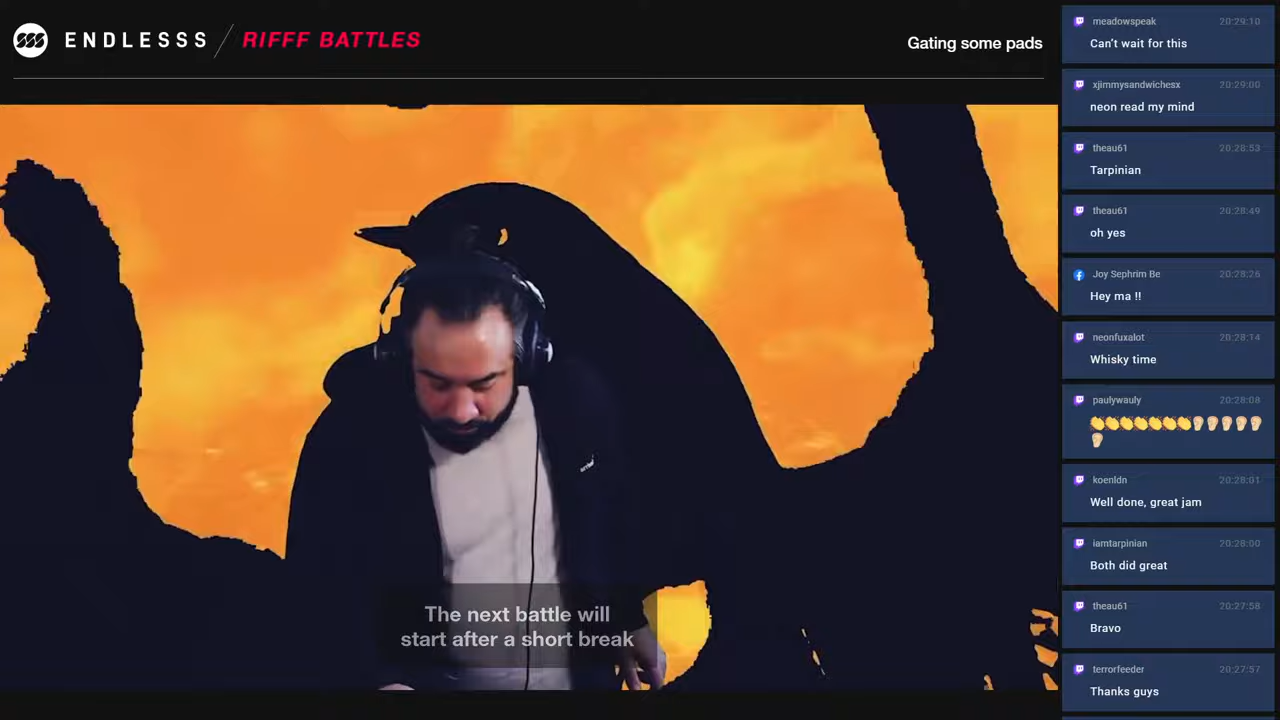 ENDLESSS / RIFFF BATTLES
Gating some pads
The next battle will
start after a short break
meadowspeak 20:29:10
Can't wait for this
xjimmysandwichesx 20:29:00
neon read my mind
theau61 20:28:53
Tarpinian
theau61 20:28:49
oh yes
Joy Sephrim Be 20:28:26
Hey ma !!
neonfuxalot 20:28:14
Whisky time
paulywauly 20:28:08
👏👏👏👏👏👏👏👂🏼👂🏼👂🏼👂🏼👂🏼
👂🏼
koenldn 20:28:01
Well done, great jam
iamtarpinian 20:28:00
Both did great
theau61 20:27:58
Bravo
terrorfeeder 20:27:57
Thanks guys